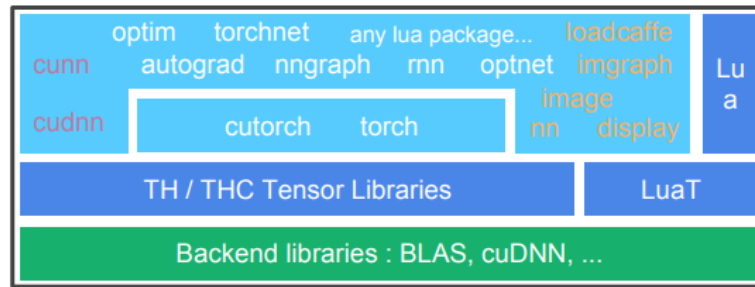 optim torchnet any lua package... loadcaffe
cunn autograd nngraph rnn optnet imgraph
Lu
a
image
cudnn cutorch torch nn display
TH / THC Tensor Libraries LuaT
Backend libraries : BLAS, cuDNN, ...